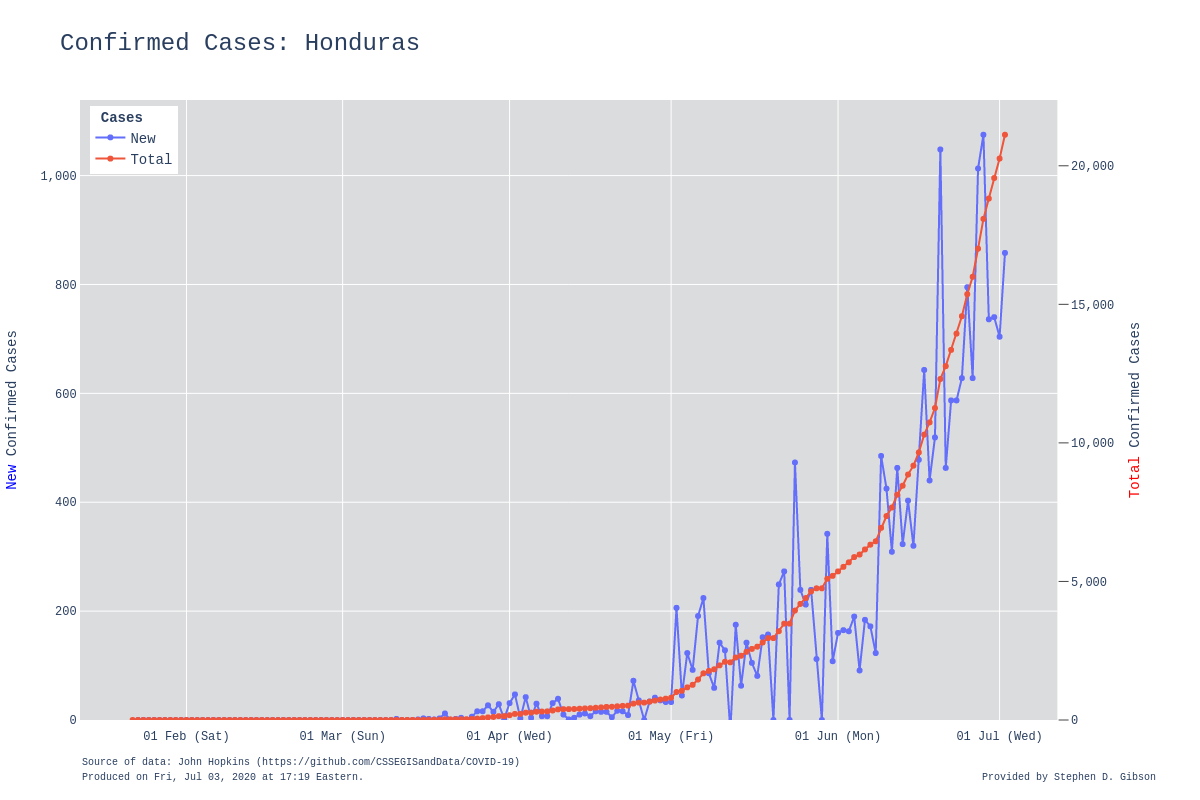 Confirmed Cases: Honduras
Cases
New
Total
1,000
800
600
400
200
0
20,000
15,000
10,000
5,000
0
New Confirmed Cases
Total Confirmed Cases
01 Feb (Sat)
01 Mar (Sun)
01 Apr (Wed)
01 May (Fri)
01 Jun (Mon)
01 Jul (Wed)
Source of data: John Hopkins (https://github.com/CSSEGISandData/COVID-19)
Produced on Fri, Jul 03, 2020 at 17:19 Eastern.
Provided by Stephen D. Gibson